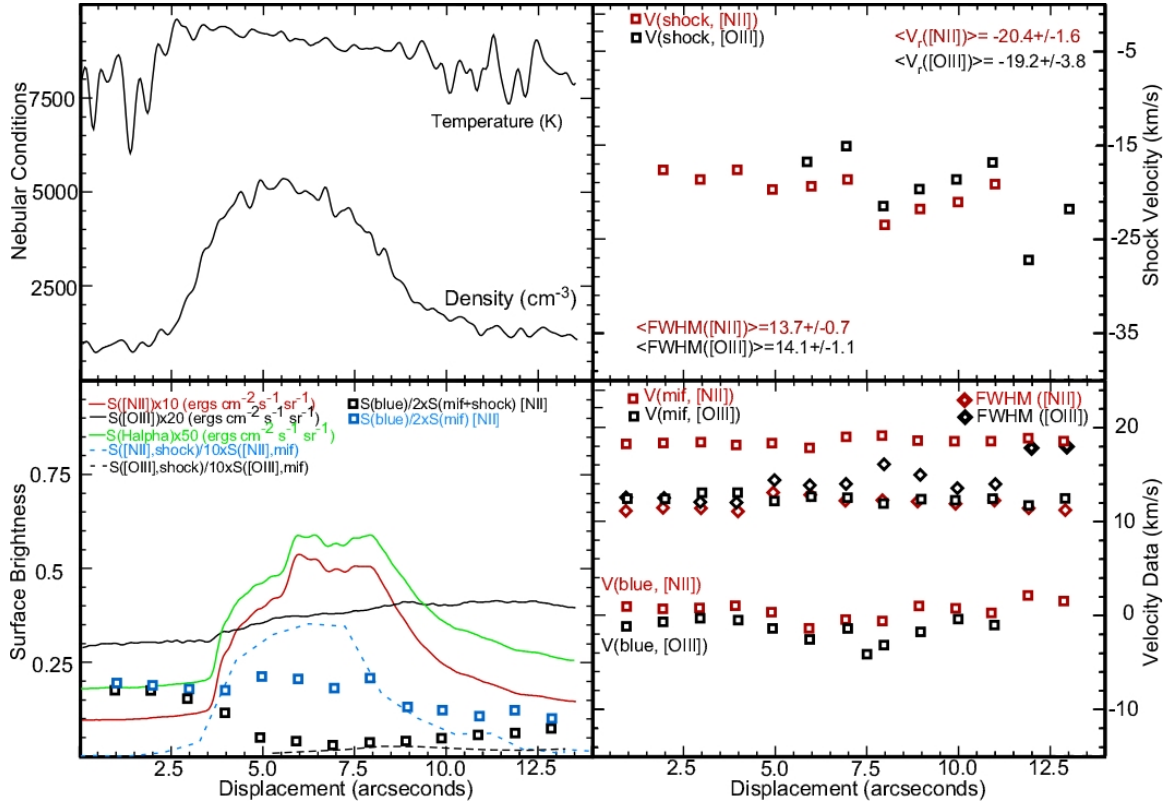 7500
5000
2500
Nebular Conditions
Temperature (K)
Density (cm-3)
V(shock, [NII])
V(shock, [OIII])
<Vr([NII])>= -20.4+/-1.6
<Vr([OIII])>= -19.2+/-3.8
<FWHM([NII])>=13.7+/-0.7
<FWHM([OIII])>=14.1+/-1.1
-5
-15
-25
-35
Shock Velocity (km/s)
S([NII])x10 (ergs cm-2 s-1 sr-1)
S([OIII])x20 (ergs cm-2 s-1 sr-1)
S(Halpha)x50 (ergs cm-2 s-1 sr-1)
S([NII],shock)/10xS([NII],mif)
S([OIII],shock)/10xS([OIII],mif)
S(blue)/2xS(mif+shock) [NII]
S(blue)/2xS(mif) [NII]
0.75
0.5
0.25
Surface Brightness
2.5 5.0 7.5 10.0 12.5
Displacement (arcseconds)
V(mif, [NII])
V(mif, [OIII])
FWHM ([NII])
FWHM ([OIII])
V(blue, [NII])
V(blue, [OIII])
20
10
0
-10
Velocity Data (km/s)
2.5 5.0 7.5 10.0 12.5
Displacement (arcseconds)